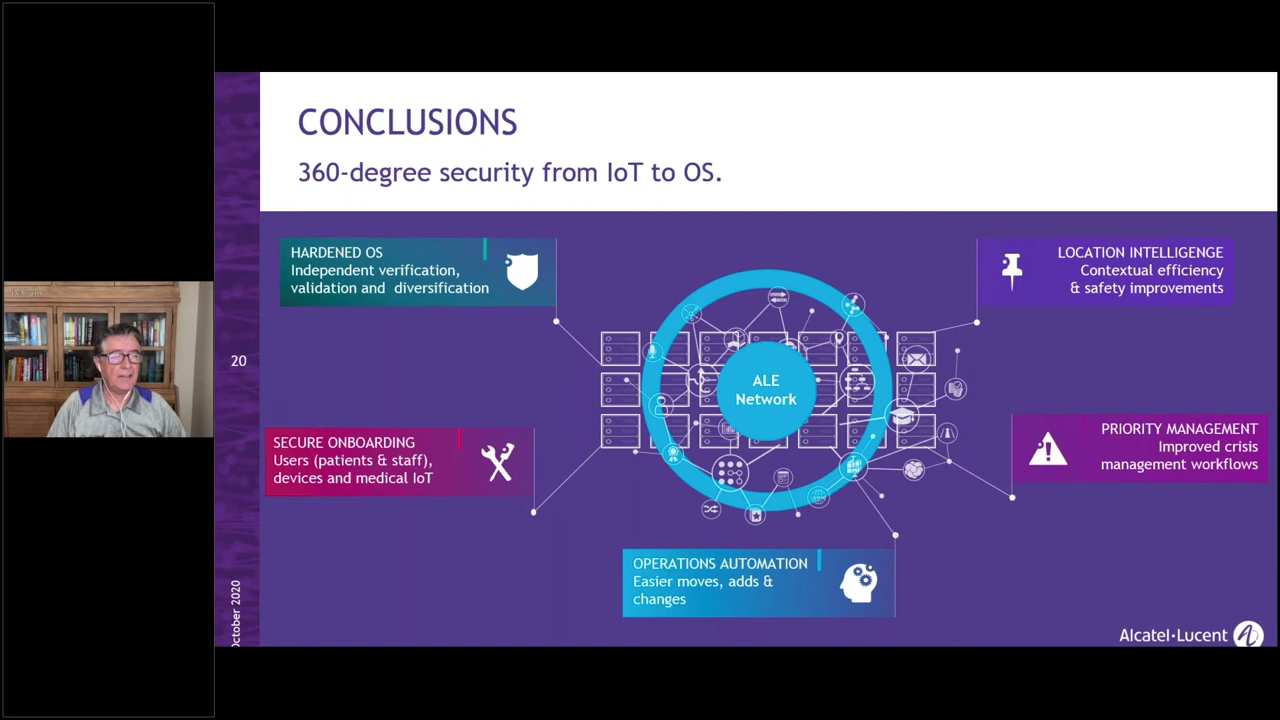 CONCLUSIONS
360-degree security from IoT to OS.
HARDENED OS
Independent verification,
validation and diversification
LOCATION INTELLIGENCE
Contextual efficiency
& safety improvements
20
ALE
Network
SECURE ONBOARDING
Users (patients & staff),
devices and medical IoT
PRIORITY MANAGEMENT
Improved crisis
management workflows
OPERATIONS AUTOMATION
Easier moves, adds &
changes
2020
Alcatel·Lucent